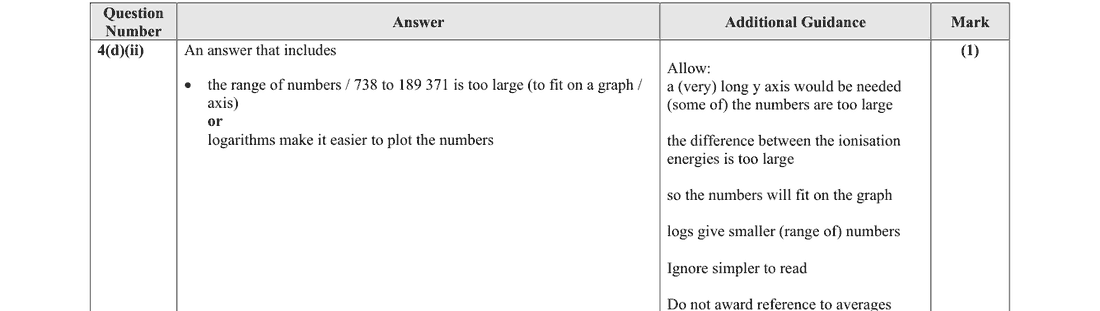 Question Number
Answer
Additional Guidance
Mark
4(d)(ii)
An answer that includes
• the range of numbers / 738 to 189 371 is too large (to fit on a graph /
axis)
or
logarithms make it easier to plot the numbers
Allow:
a (very) long y axis would be needed
(some of) the numbers are too large
the difference between the ionisation
energies is too large
so the numbers will fit on the graph
logs give smaller (range of) numbers
Ignore simpler to read
Do not award reference to averages
(1)